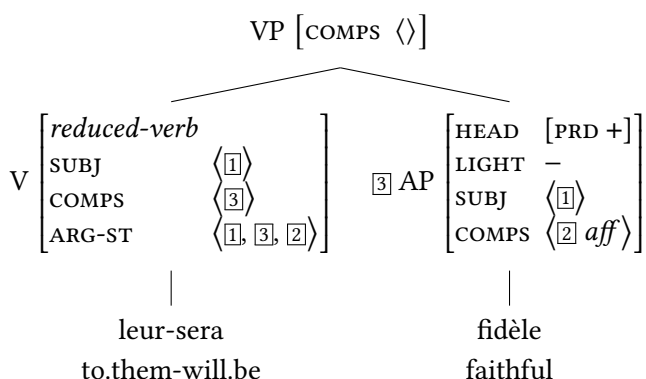 VP [COMPS ⟨⟩]
V [reduced-verb
SUBJ ⟨[1]⟩
COMPS ⟨[3]⟩
ARG-ST ⟨[1], [3], [2]⟩]
[3] AP [HEAD [PRD +]
LIGHT –
SUBJ ⟨[1]⟩
COMPS ⟨[2] aff⟩]
leur-sera
to.them-will.be
fidèle
faithful